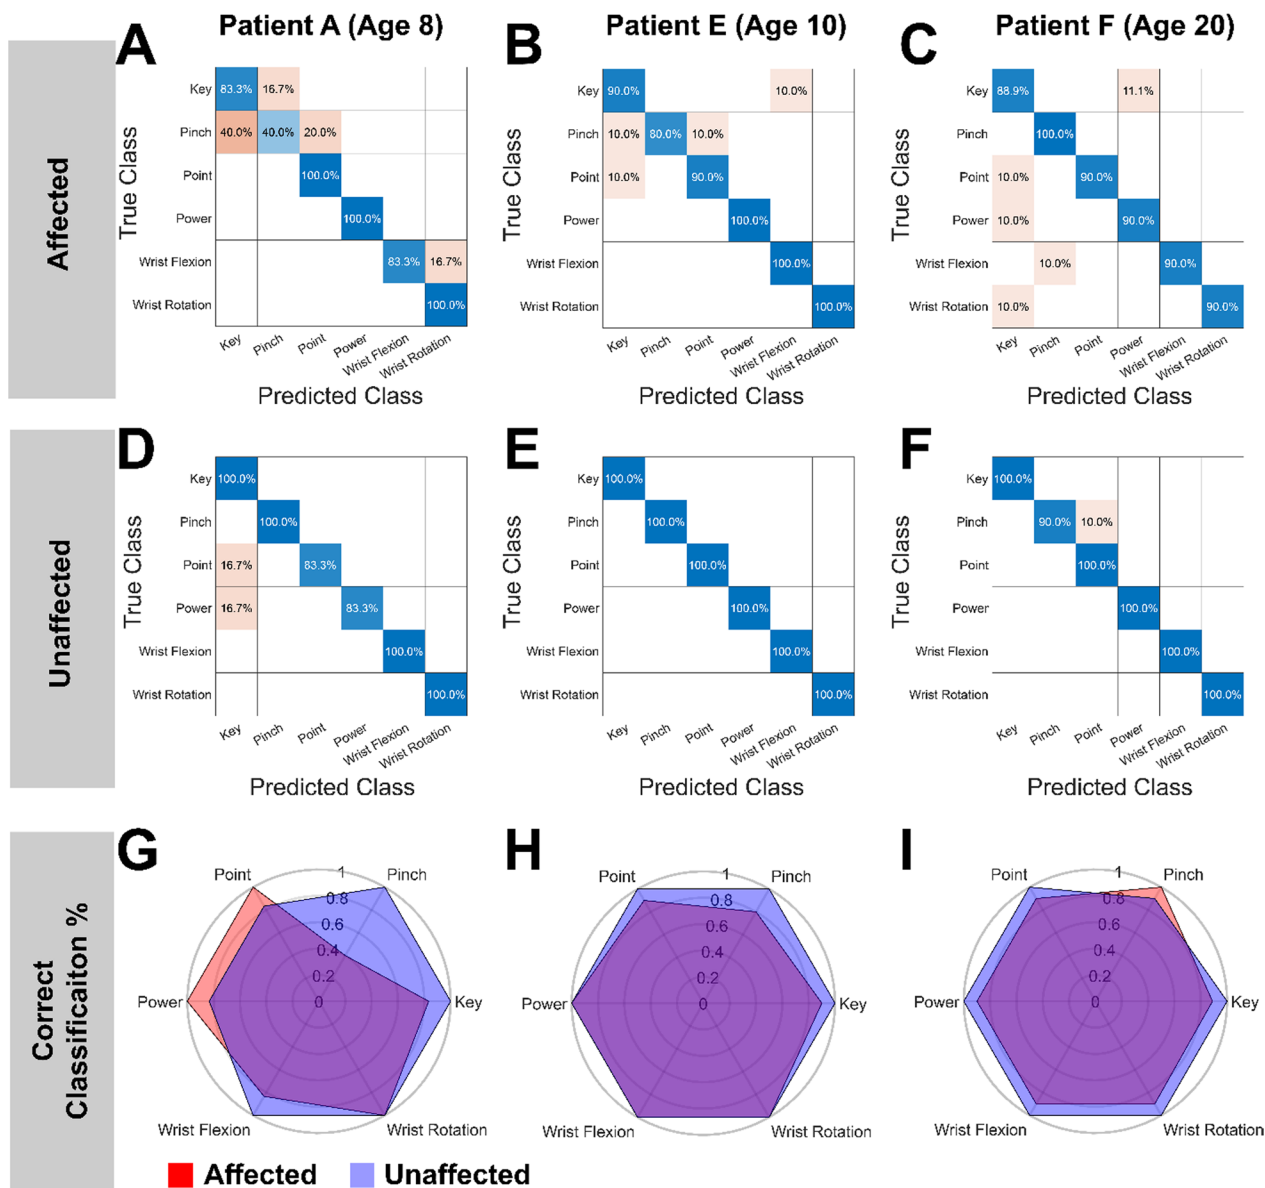 A Patient A (Age 8)
B Patient E (Age 10)
C Patient F (Age 20)
Affected
True Class
Key 83.3% 16.7%
Pinch 40.0% 40.0% 20.0%
Point 100.0%
Power 100.0%
Wrist Flexion 83.3% 16.7%
Wrist Rotation 100.0%
Key Pinch Point Power Wrist Flexion Wrist Rotation
Predicted Class
True Class
Key 90.0% 10.0%
Pinch 10.0% 80.0% 10.0%
Point 10.0% 90.0%
Power 100.0%
Wrist Flexion 100.0%
Wrist Rotation 100.0%
Key Pinch Point Power Wrist Flexion Wrist Rotation
Predicted Class
True Class
Key 88.9% 11.1%
Pinch 100.0%
Point 10.0% 90.0%
Power 10.0% 90.0%
Wrist Flexion 10.0% 90.0%
Wrist Rotation 10.0% 90.0%
Key Pinch Point Power Wrist Flexion Wrist Rotation
Predicted Class
Unaffected
D
True Class
Key 100.0%
Pinch 100.0%
Point 16.7% 83.3%
Power 16.7% 83.3%
Wrist Flexion 100.0%
Wrist Rotation 100.0%
Key Pinch Point Power Wrist Flexion Wrist Rotation
Predicted Class
E
True Class
Key 100.0%
Pinch 100.0%
Point 100.0%
Power 100.0%
Wrist Flexion 100.0%
Wrist Rotation 100.0%
Key Pinch Point Power Wrist Flexion Wrist Rotation
Predicted Class
F
True Class
Key 100.0%
Pinch 90.0% 10.0%
Point 100.0%
Power 100.0%
Wrist Flexion 100.0%
Wrist Rotation 100.0%
Key Pinch Point Power Wrist Flexion Wrist Rotation
Predicted Class
Correct
Classificaiton %
G
Point 1 Pinch
0.8
0.6
0.4
0.2
Power 0 Key
Wrist Flexion Wrist Rotation
H
Point 1 Pinch
0.8
0.6
0.4
0.2
Power 0 Key
Wrist Flexion Wrist Rotation
I
Point 1 Pinch
0.8
0.6
0.4
0.2
Power 0 Key
Wrist Flexion Wrist Rotation
Affected Unaffected